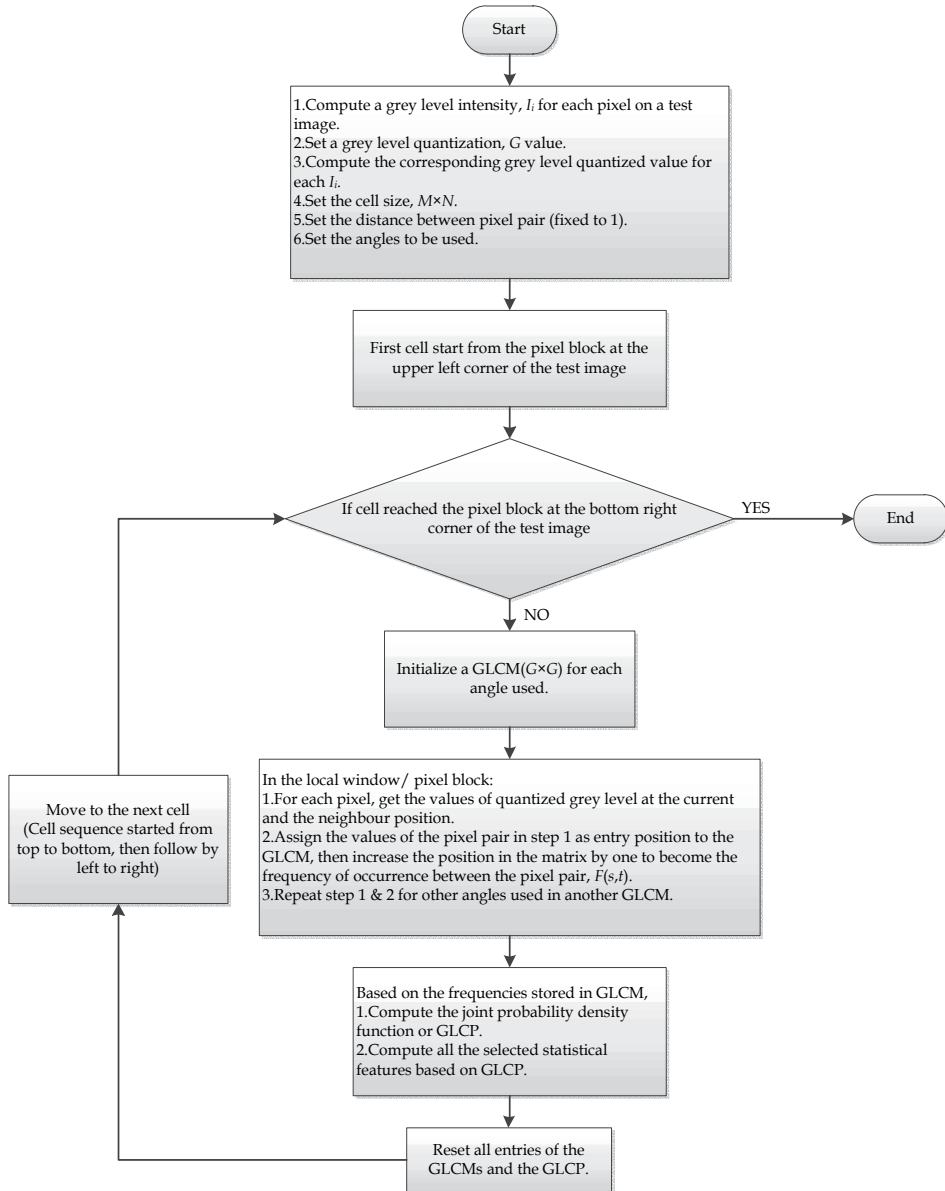 Start
1.Compute a grey level intensity, Ii for each pixel on a test
image.
2.Set a grey level quantization, G value.
3.Compute the corresponding grey level quantized value for
each Ii.
4.Set the cell size, M×N.
5.Set the distance between pixel pair (fixed to 1).
6.Set the angles to be used.
First cell start from the pixel block at the
upper left corner of the test image
If cell reached the pixel block at the bottom right
corner of the test image
YES
End
NO
Initialize a GLCM(G×G) for each
angle used.
In the local window/ pixel block:
1.For each pixel, get the values of quantized grey level at the current
and the neighbour position.
2.Assign the values of the pixel pair in step 1 as entry position to the
GLCM, then increase the position in the matrix by one to become the
frequency of occurrence between the pixel pair, F(s,t).
3.Repeat step 1 & 2 for other angles used in another GLCM.
Move to the next cell
(Cell sequence started from
top to bottom, then follow by
left to right)
Based on the frequencies stored in GLCM,
1.Compute the joint probability density
function or GLCP.
2.Compute all the selected statistical
features based on GLCP.
Reset all entries of the
GLCMs and the GLCP.